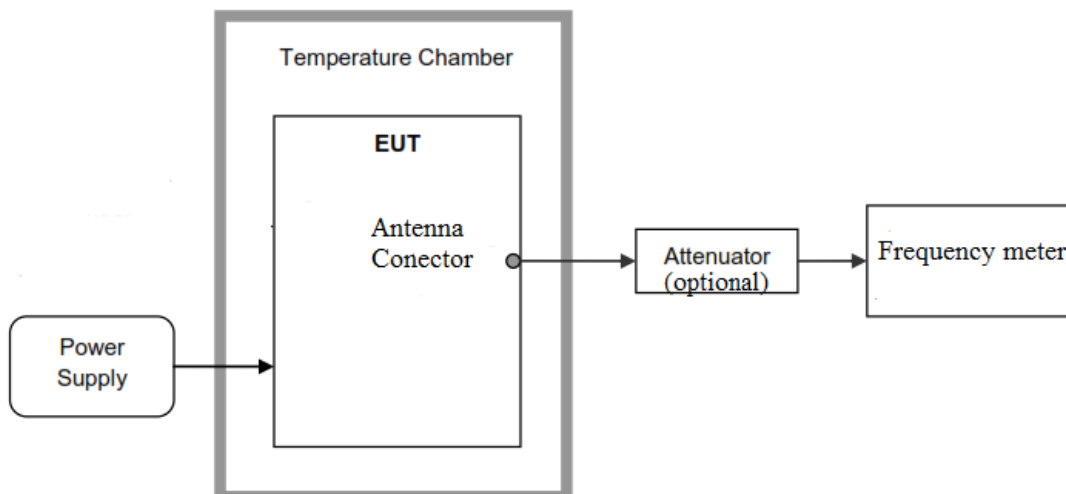 Temperature Chamber
EUT
Antenna
Conector
Attenuator
(optional)
Frequency meter
Power
Supply